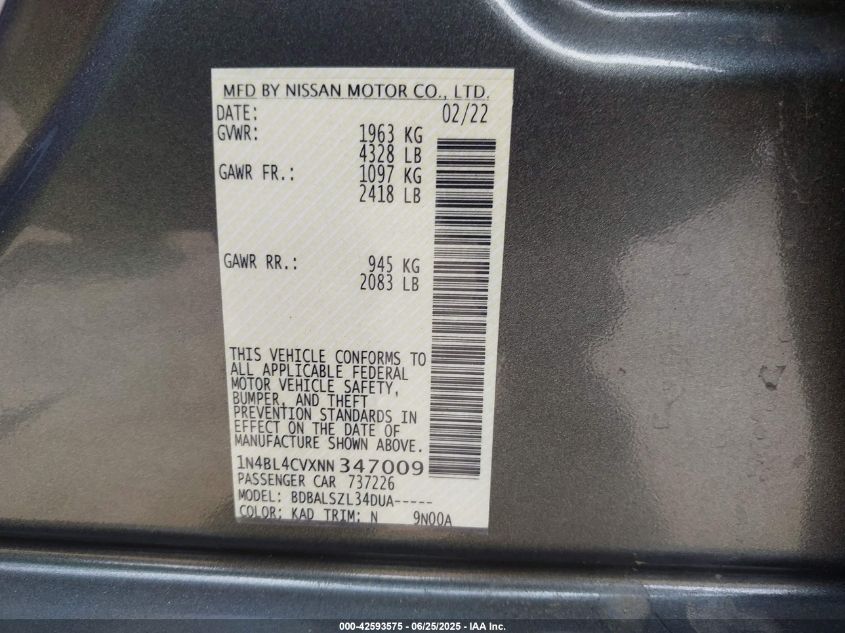 MFD BY NISSAN MOTOR CO., LTD.
DATE: 02/22
GVWR: 1963 KG
4328 LB
GAWR FR.: 1097 KG
2418 LB
GAWR RR.: 945 KG
2083 LB
THIS VEHICLE CONFORMS TO
ALL APPLICABLE FEDERAL
MOTOR VEHICLE SAFETY,
BUMPER, AND THEFT
PREVENTION STANDARDS IN
EFFECT ON THE DATE OF
MANUFACTURE SHOWN ABOVE.
1N4BL4CVXNN347009
PASSENGER CAR 737226
MODEL: BDBALSZL34DUA-----
COLOR: KAD TRIM: N 9N00A
000-42593575 - 06/25/2025 - IAA Inc.